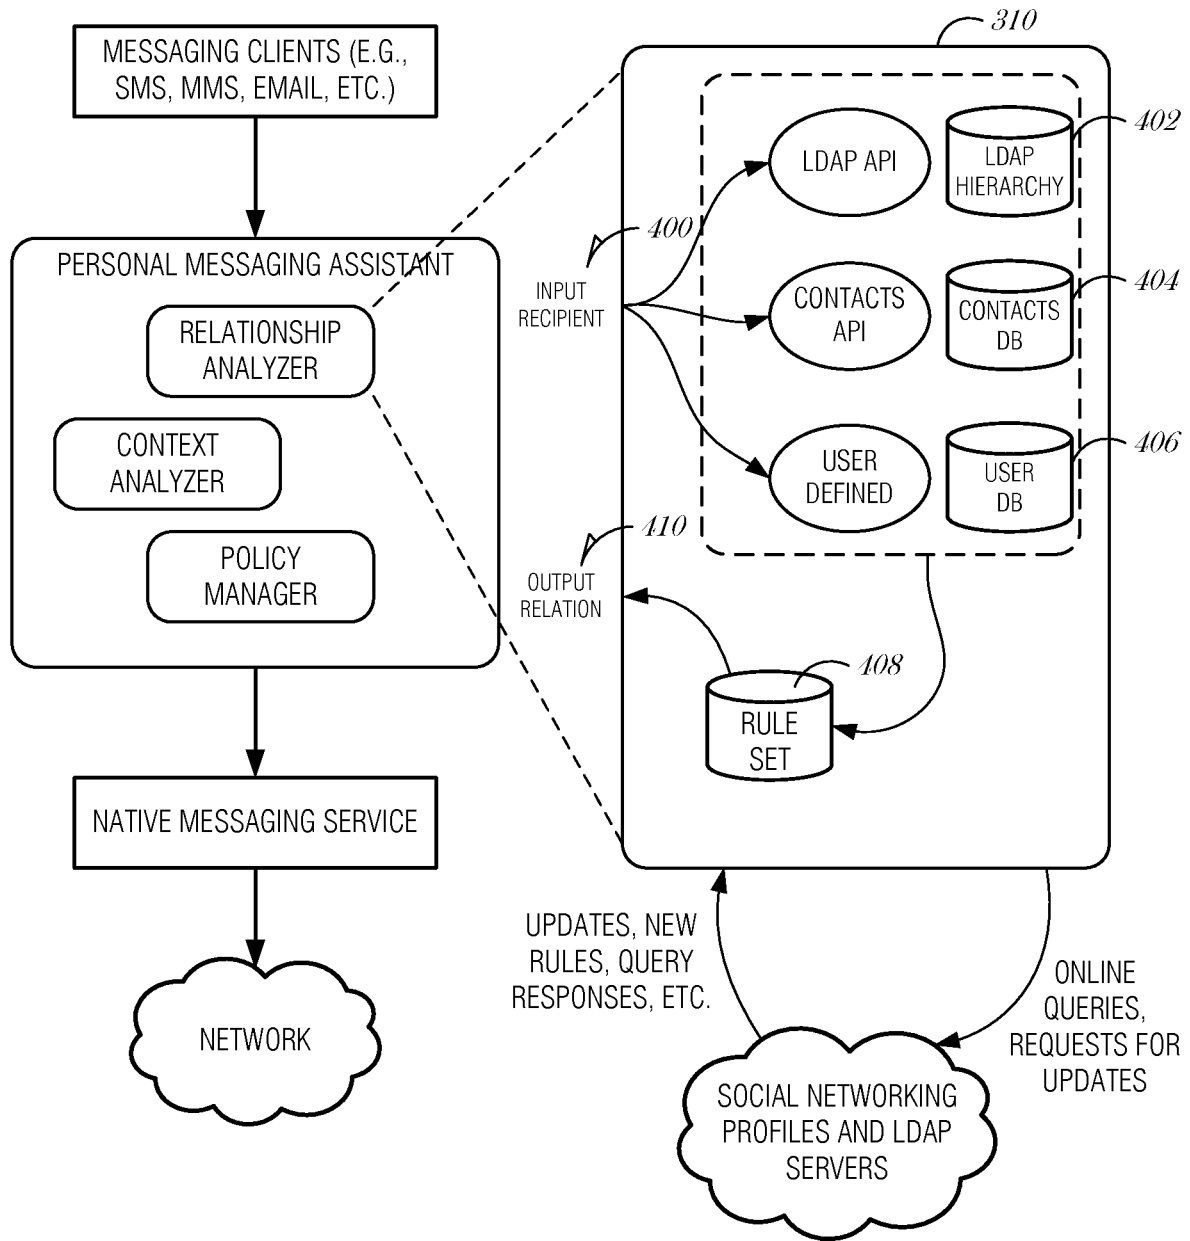 MESSAGING CLIENTS (E.G.,
SMS, MMS, EMAIL, ETC.)
PERSONAL MESSAGING ASSISTANT
RELATIONSHIP
ANALYZER
CONTEXT
ANALYZER
POLICY
MANAGER
NATIVE MESSAGING SERVICE
NETWORK
310
LDAP API
LDAP
HIERARCHY
402
400
INPUT
RECIPIENT
CONTACTS
API
CONTACTS
DB
404
USER
DEFINED
USER
DB
406
410
OUTPUT
RELATION
408
RULE
SET
UPDATES, NEW
RULES, QUERY
RESPONSES, ETC.
ONLINE
QUERIES,
REQUESTS FOR
UPDATES
SOCIAL NETWORKING
PROFILES AND LDAP
SERVERS